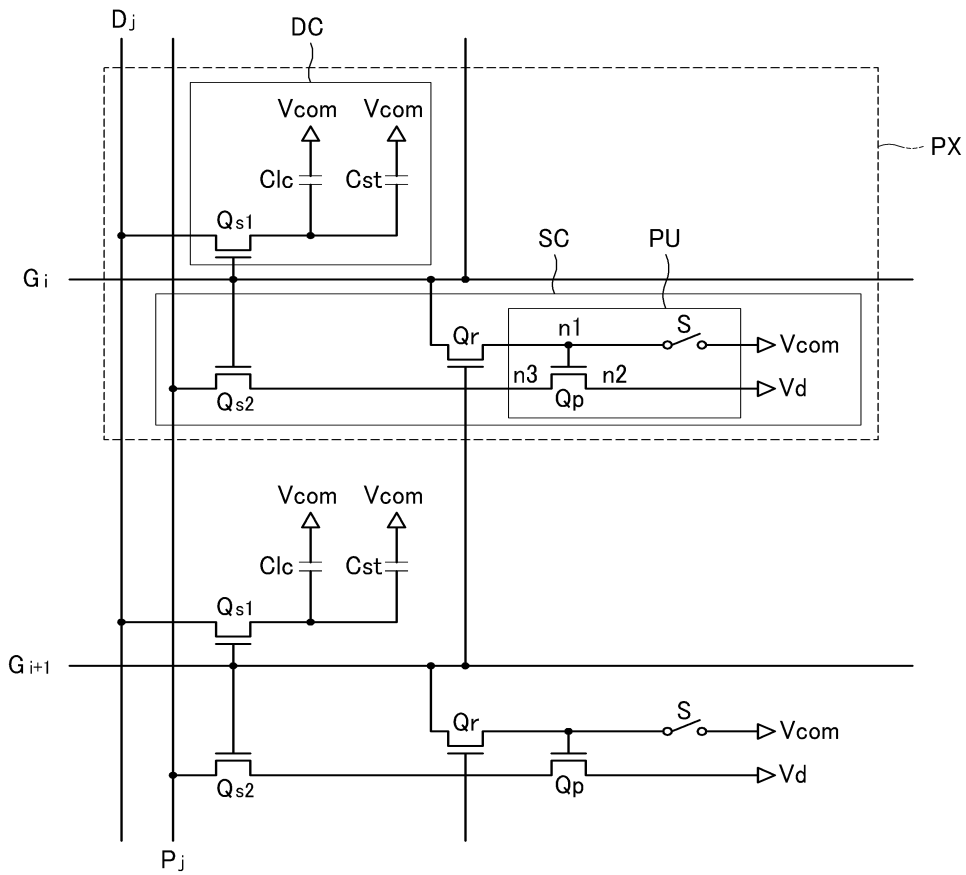 Dj
DC
Vcom Vcom
PX
Clc Cst
Qs1
SC PU
Gi
Qr n1 S
Vcom
n3 n2
Vd
Qs2 Qp
Vcom Vcom
Clc Cst
Qs1
Gi+1
Qr S
Vcom
Vd
Qs2 Qp
Pj